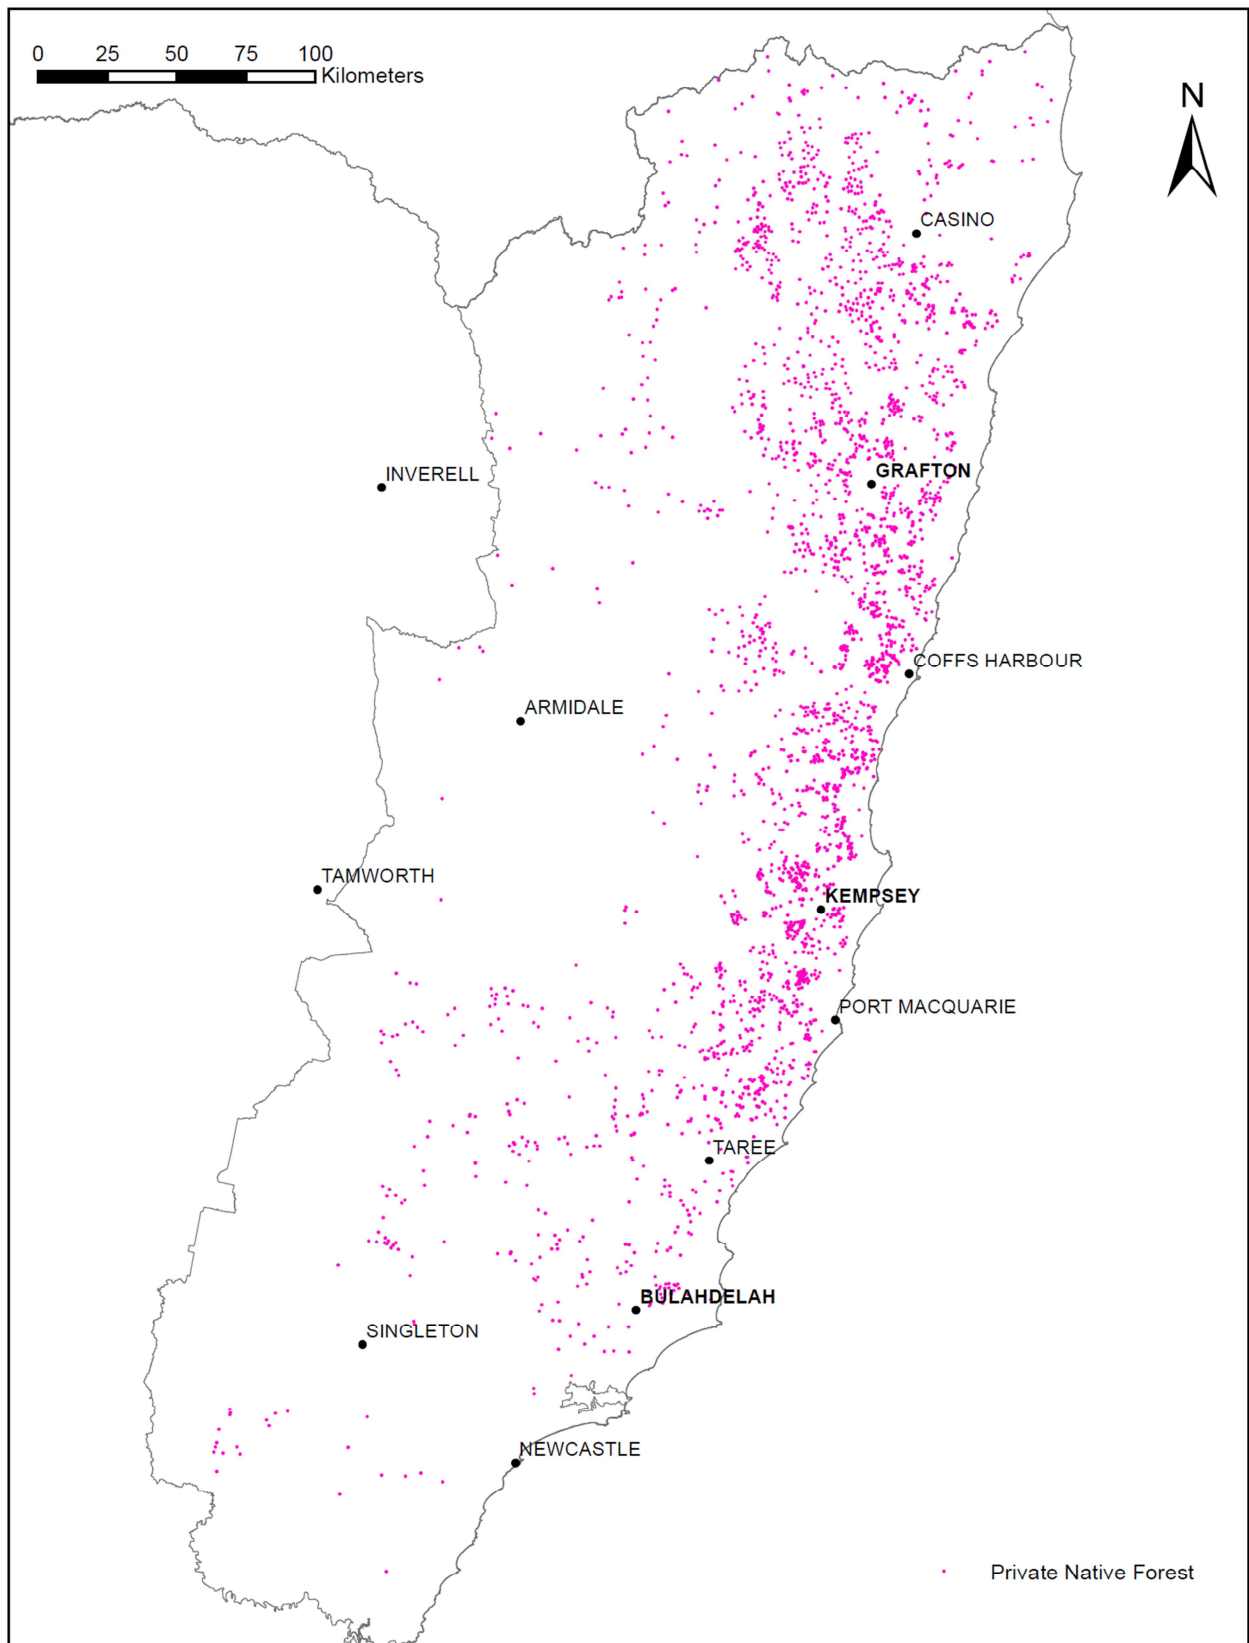 0 25 50 75 100
Kilometers
N
CASINO
GRAFTON
INVERELL
COFFS HARBOUR
ARMIDALE
TAMWORTH
KEMPSEY
PORT MACQUARIE
TAREE
BULAHDELAH
SINGLETON
NEWCASTLE
Private Native Forest